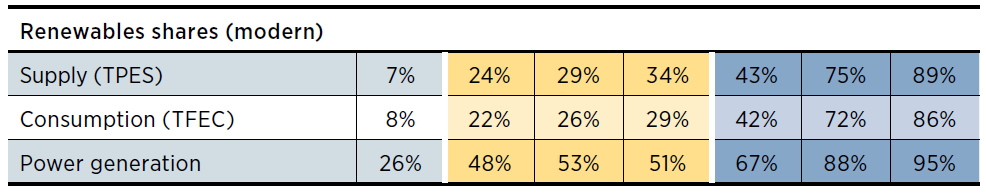 Renewables shares (modern)
Supply (TPES) 7% 24% 29% 34% 43% 75% 89%
Consumption (TFEC) 8% 22% 26% 29% 42% 72% 86%
Power generation 26% 48% 53% 51% 67% 88% 95%